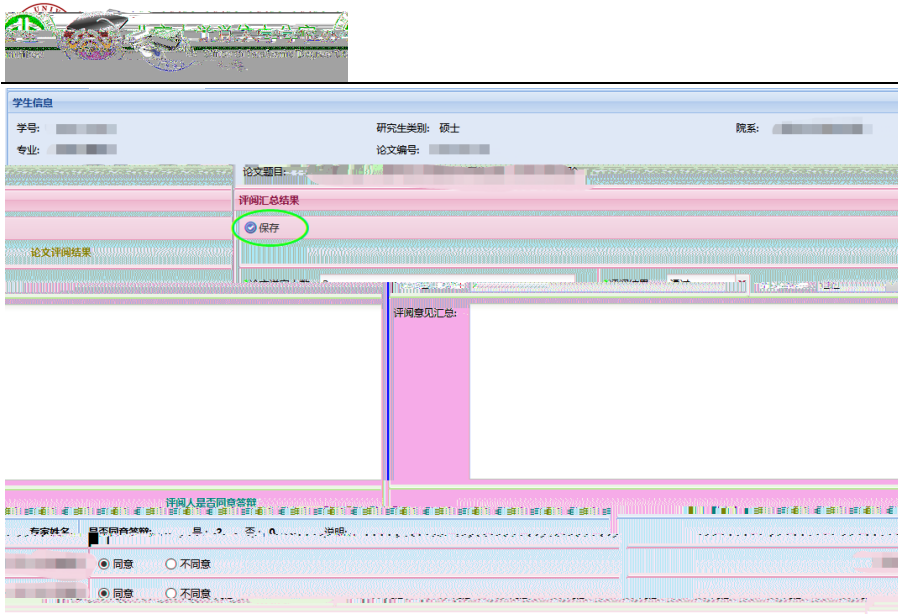 学生信息
学号: 研究生类别: 硕士 院系:
专业: 论文编号:
论文题目:
评阅汇总结果
保存
论文评阅结果
通过
评阅意见汇总:
评阅人是否同意答辩
专家姓名 是否同意答辩: 是: 2 否: 0 说明:
同意 不同意
同意 不同意